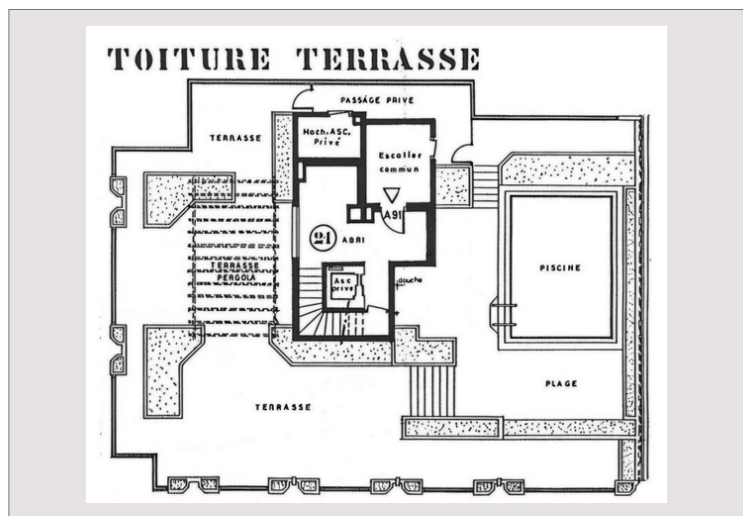 TOITURE TERRASSE
PASSAGE PRIVE
TERRASSE
Mach. ASC.
Privé
Escalier
commun
A91
21
ABRI
TERRASSE
PERGOLA
PISCINE
Asc
privé
douche
PLAGE
TERRASSE